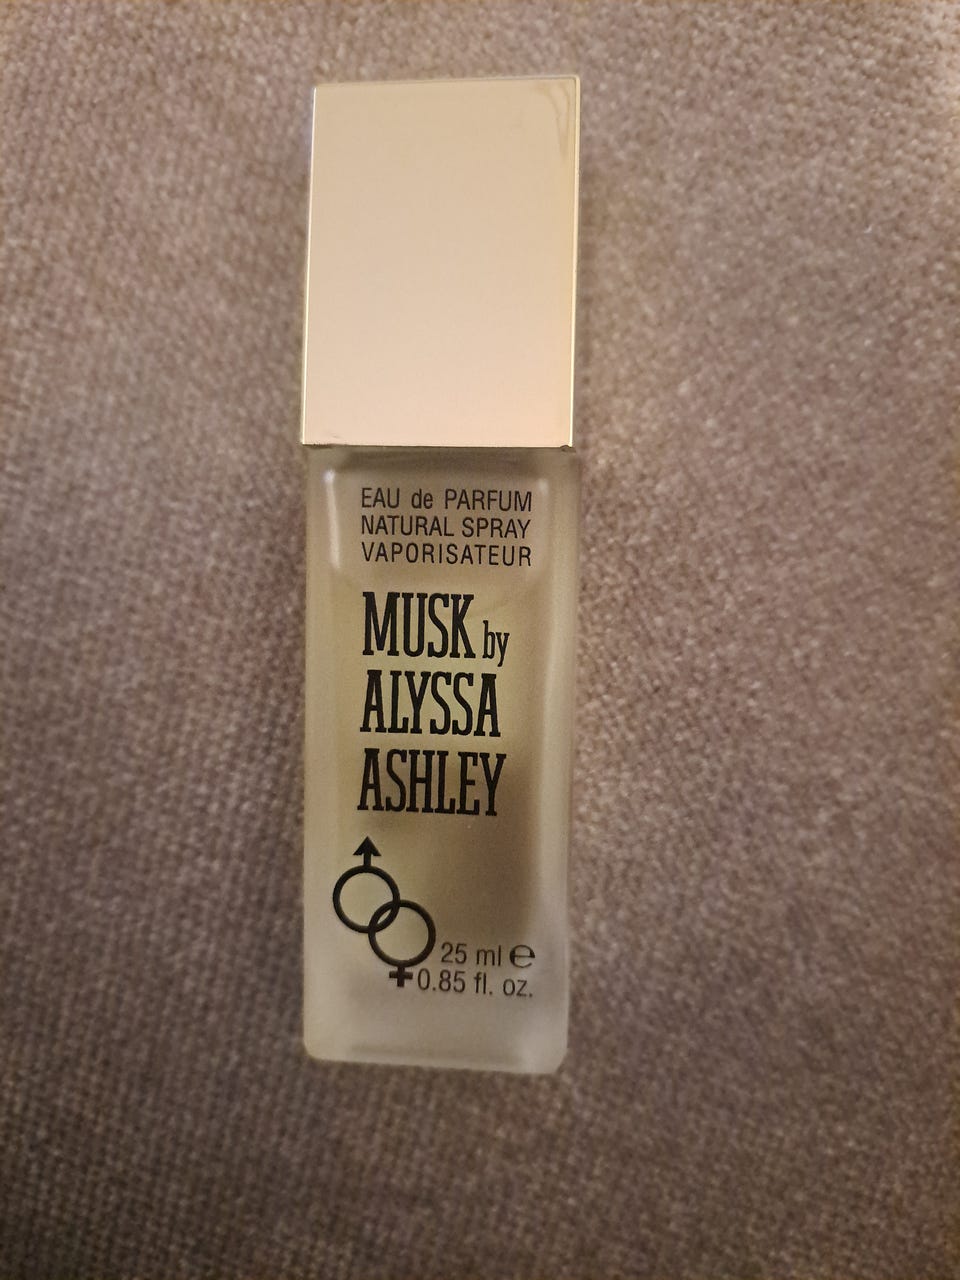 EAU de PARFUM
NATURAL SPRAY
VAPORISATEUR
MUSK by
ALYSSA
ASHLEY
25 ml ℮
0.85 fl. oz.